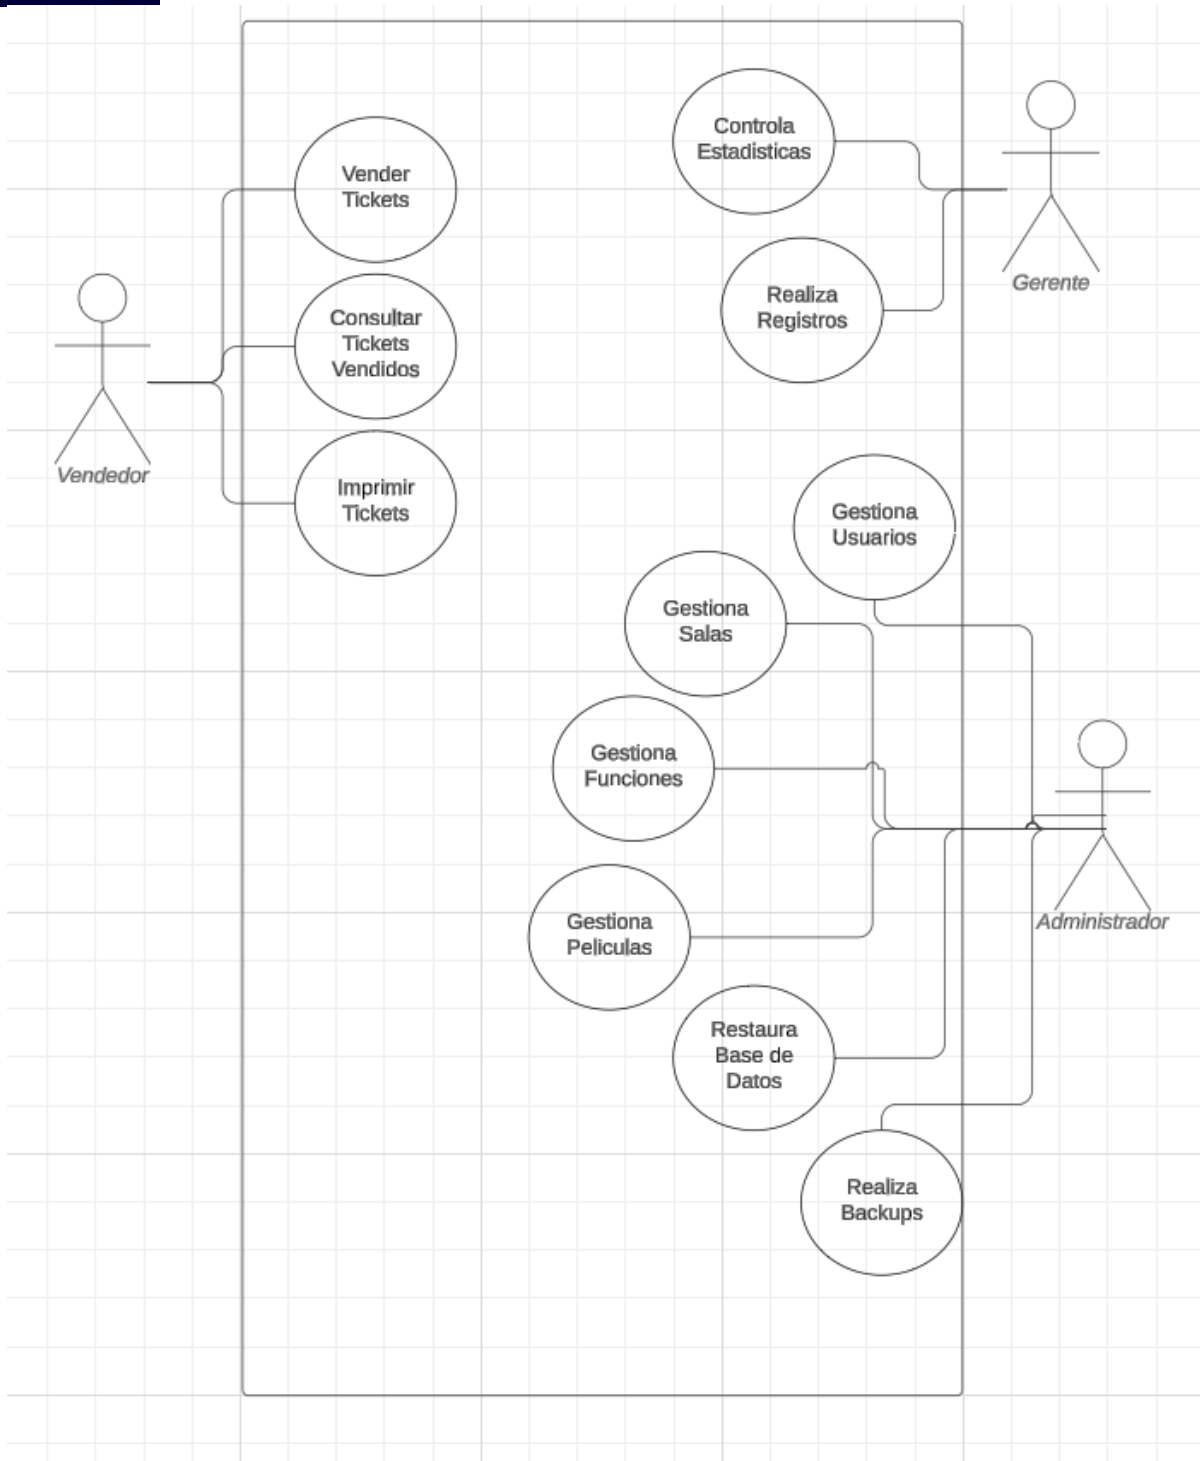 Controla
Estadisticas
Vender
Tickets
Gerente
Realiza
Registros
Consultar
Tickets
Vendidos
Vendedor
Imprimir
Tickets
Gestiona
Usuarios
Gestiona
Salas
Gestiona
Funciones
Gestiona
Peliculas
Administrador
Restaura
Base de
Datos
Realiza
Backups